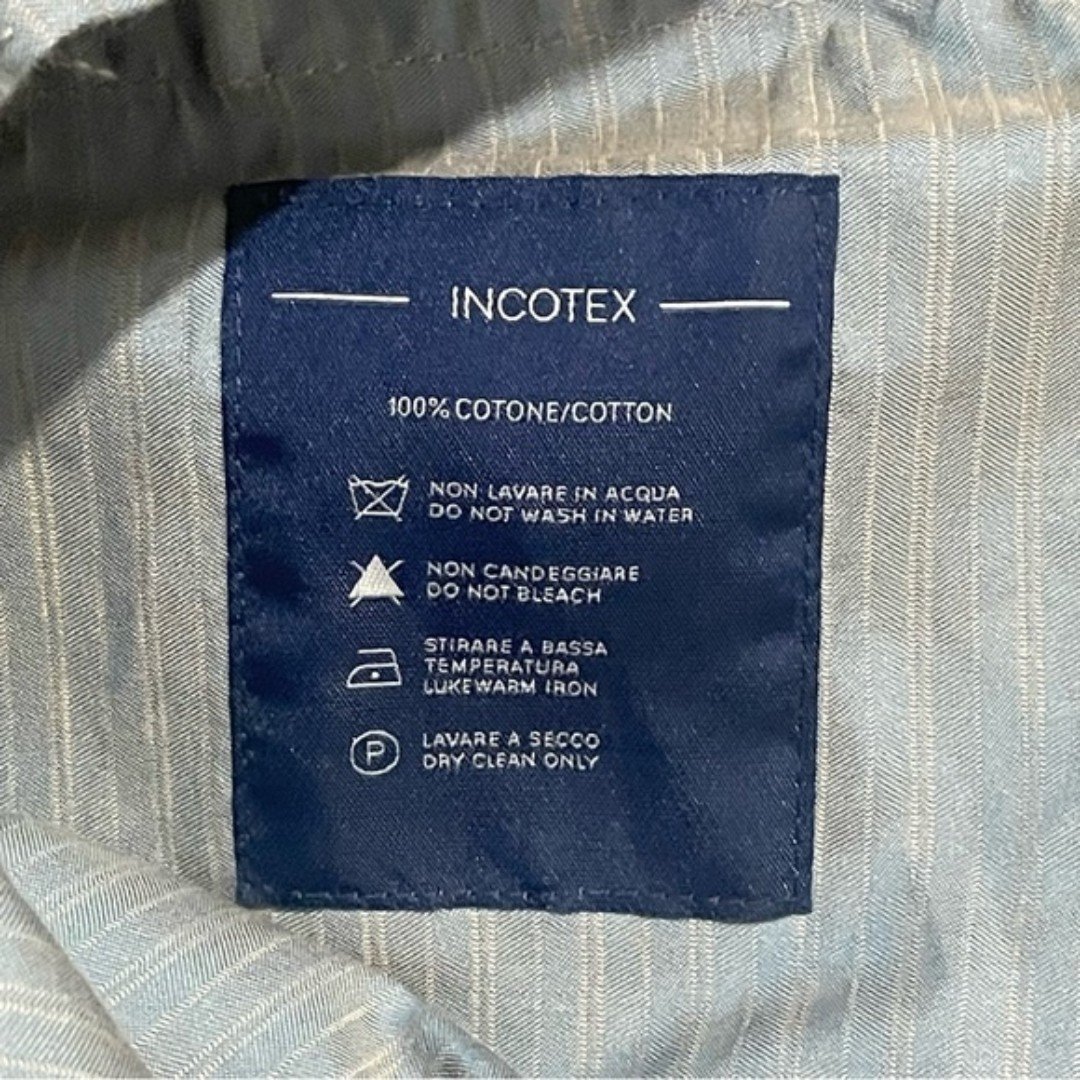 INCOTEX
100% COTONE/COTTON
NON LAVARE IN ACQUA
DO NOT WASH IN WATER
NON CANDEGGIARE
DO NOT BLEACH
STIRARE A BASSA
TEMPERATURA
LUKEWARM IRON
P
LAVARE A SECCO
DRY CLEAN ONLY